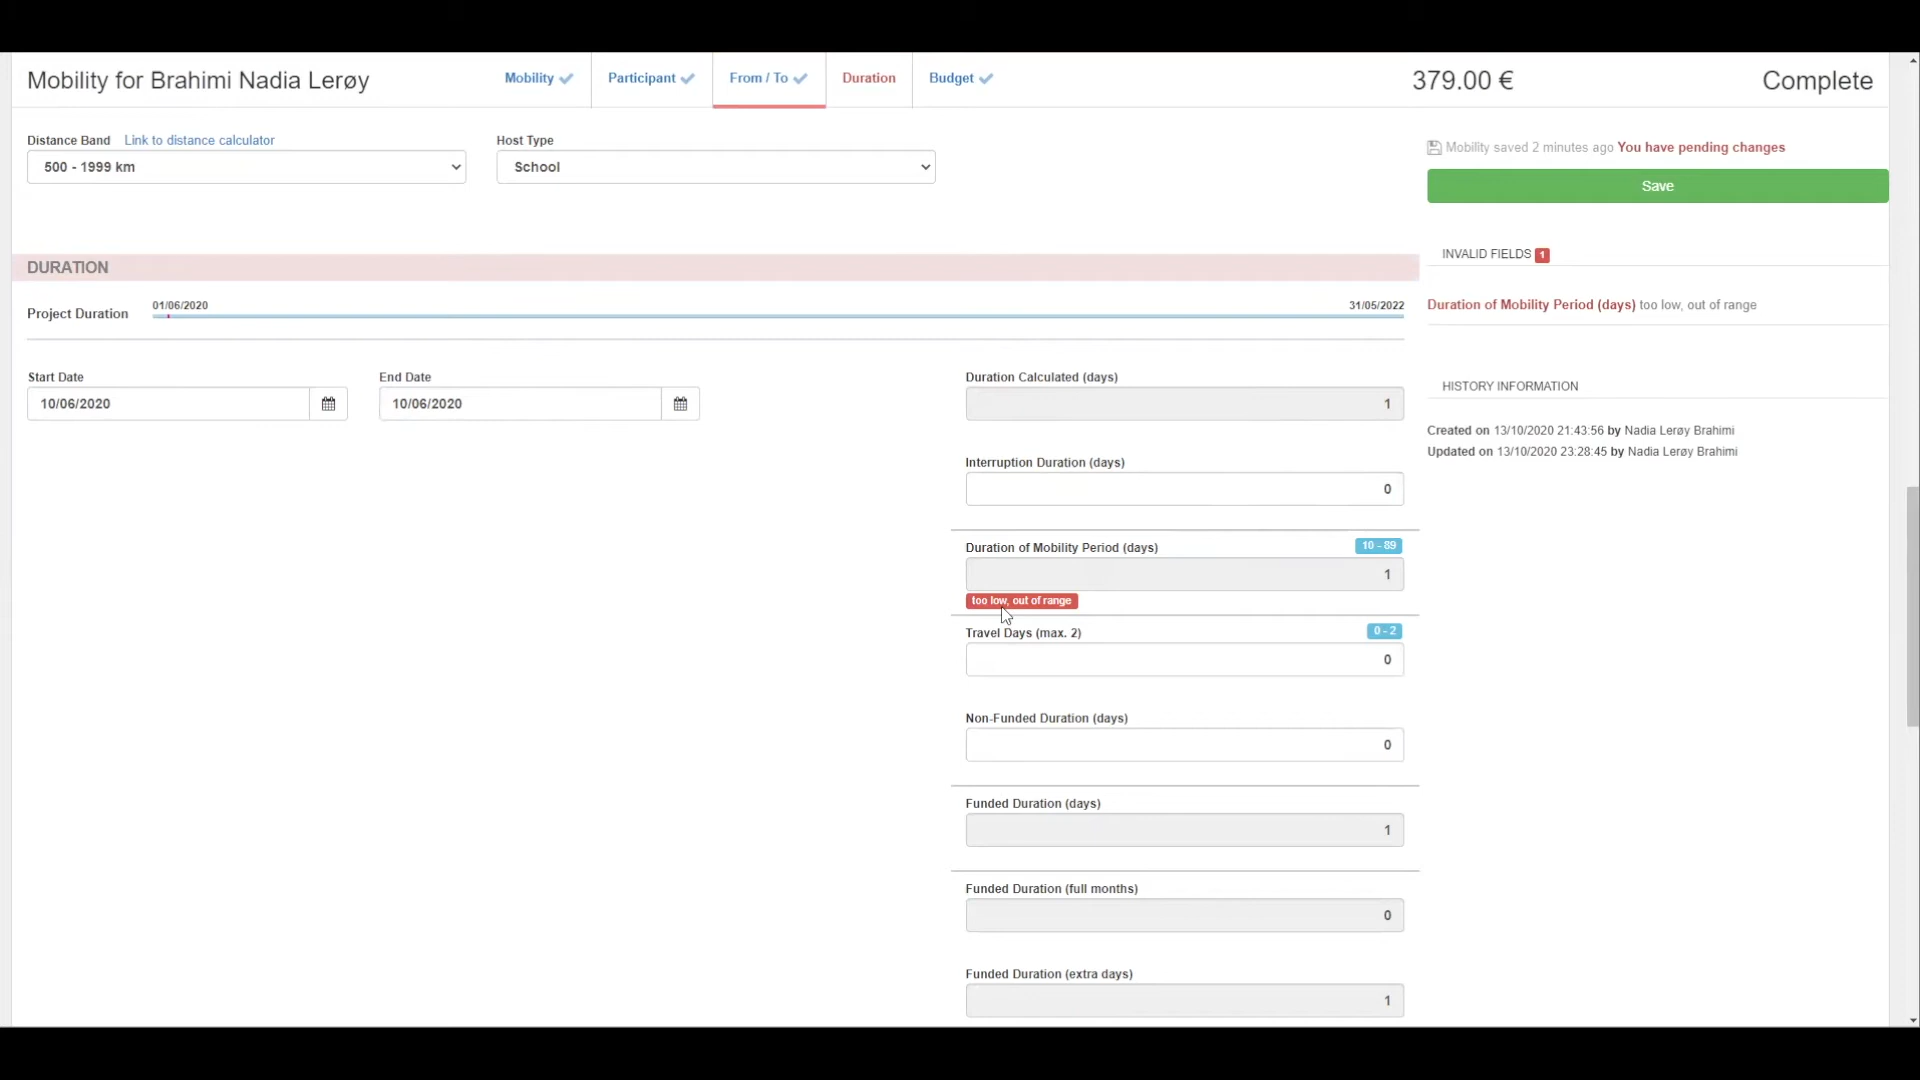 Mobility for Brahimi Nadia Lerøy
Mobility
Participant
From / To
Duration
Budget
379.00 €
Complete
Distance Band
Link to distance calculator
500 - 1999 km
Host Type
School
Mobility saved 2 minutes ago You have pending changes
Save
INVALID FIELDS 1
Duration of Mobility Period (days) too low, out of range
HISTORY INFORMATION
Created on 13/10/2020 21:43:56 by Nadia Lerøy Brahimi
Updated on 13/10/2020 23:28:45 by Nadia Lerøy Brahimi
DURATION
Project Duration
01/06/2020
31/05/2022
Start Date
10/06/2020
End Date
10/06/2020
Duration Calculated (days)
1
Interruption Duration (days)
0
Duration of Mobility Period (days)
10 - 89
1
too low, out of range
Travel Days (max. 2)
0 - 2
0
Non-Funded Duration (days)
0
Funded Duration (days)
1
Funded Duration (full months)
0
Funded Duration (extra days)
1